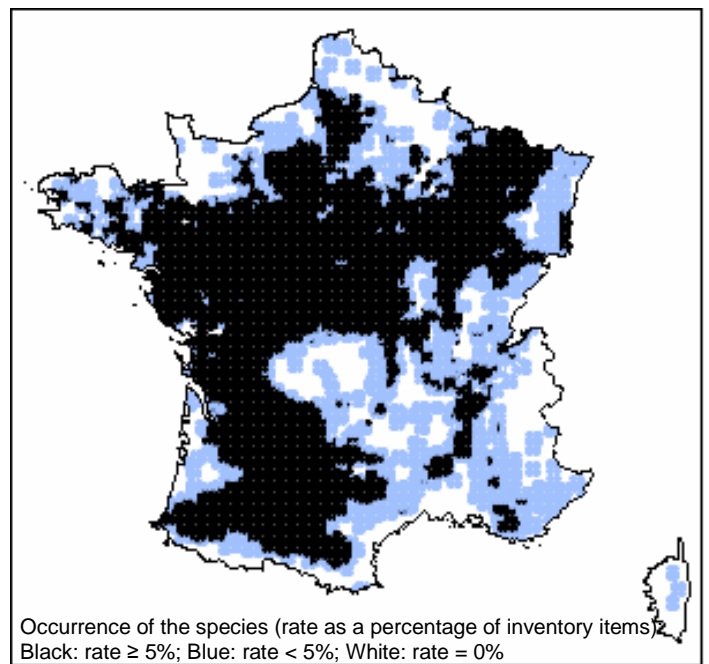 Occurrence of the species (rate as a percentage of inventory items)
Black: rate ≥ 5%; Blue: rate < 5%; White: rate = 0%